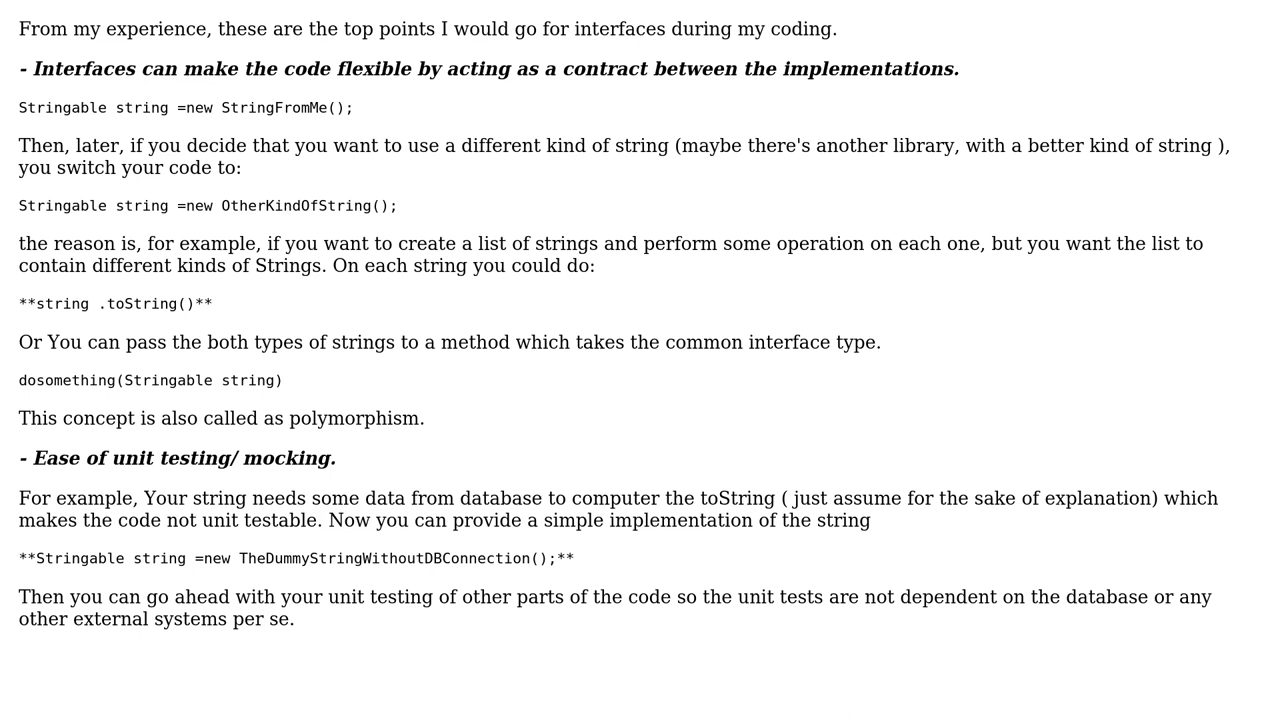 From my experience, these are the top points I would go for interfaces during my coding.
- Interfaces can make the code flexible by acting as a contract between the implementations.
Stringable string =new StringFromMe();
Then, later, if you decide that you want to use a different kind of string (maybe there's another library, with a better kind of string ),
you switch your code to:
Stringable string =new OtherKindOfString();
the reason is, for example, if you want to create a list of strings and perform some operation on each one, but you want the list to
contain different kinds of Strings. On each string you could do:
**string .toString()**
Or You can pass the both types of strings to a method which takes the common interface type.
dosomething(Stringable string)
This concept is also called as polymorphism.
- Ease of unit testing/ mocking.
For example, Your string needs some data from database to computer the toString ( just assume for the sake of explanation) which
makes the code not unit testable. Now you can provide a simple implementation of the string
**Stringable string =new TheDummyStringWithoutDBConnection();**
Then you can go ahead with your unit testing of other parts of the code so the unit tests are not dependent on the database or any
other external systems per se.